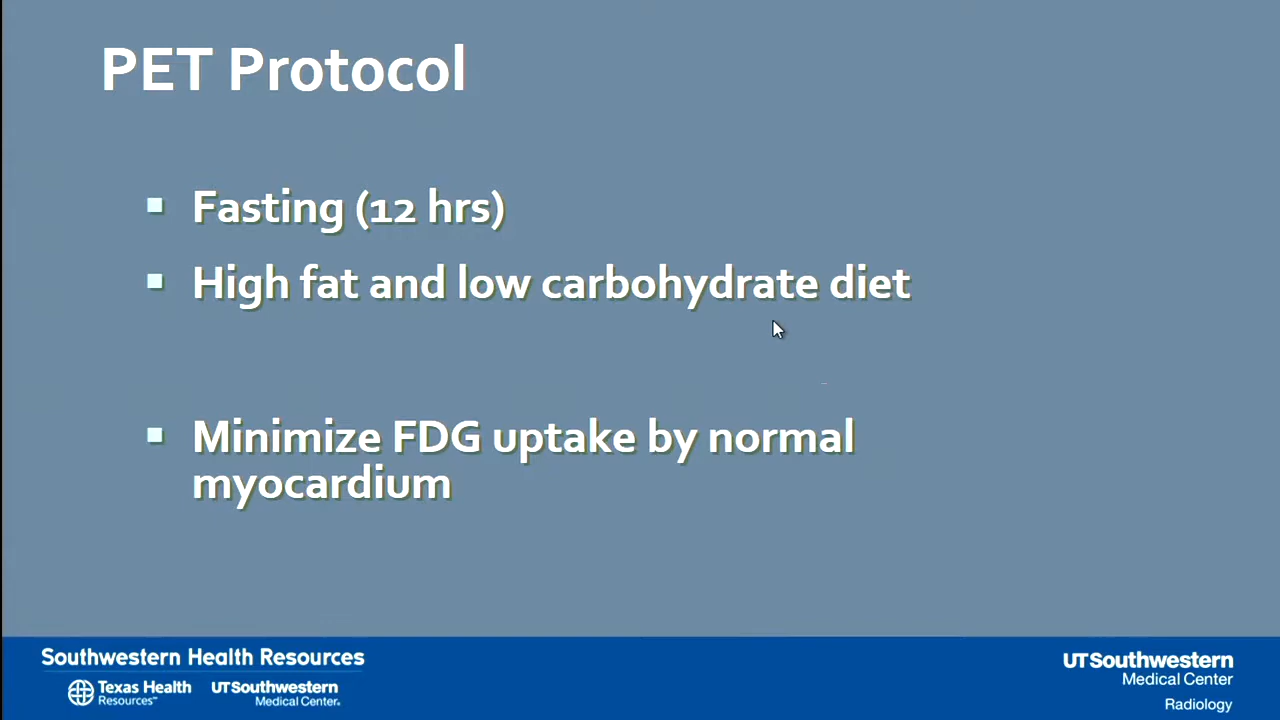 PET Protocol
Fasting (12 hrs)
High fat and low carbohydrate diet
Minimize FDG uptake by normal
myocardium
Southwestern Health Resources
Texas Health
Resources℠
UTSouthwestern
Medical Center®
UTSouthwestern
Medical Center
Radiology